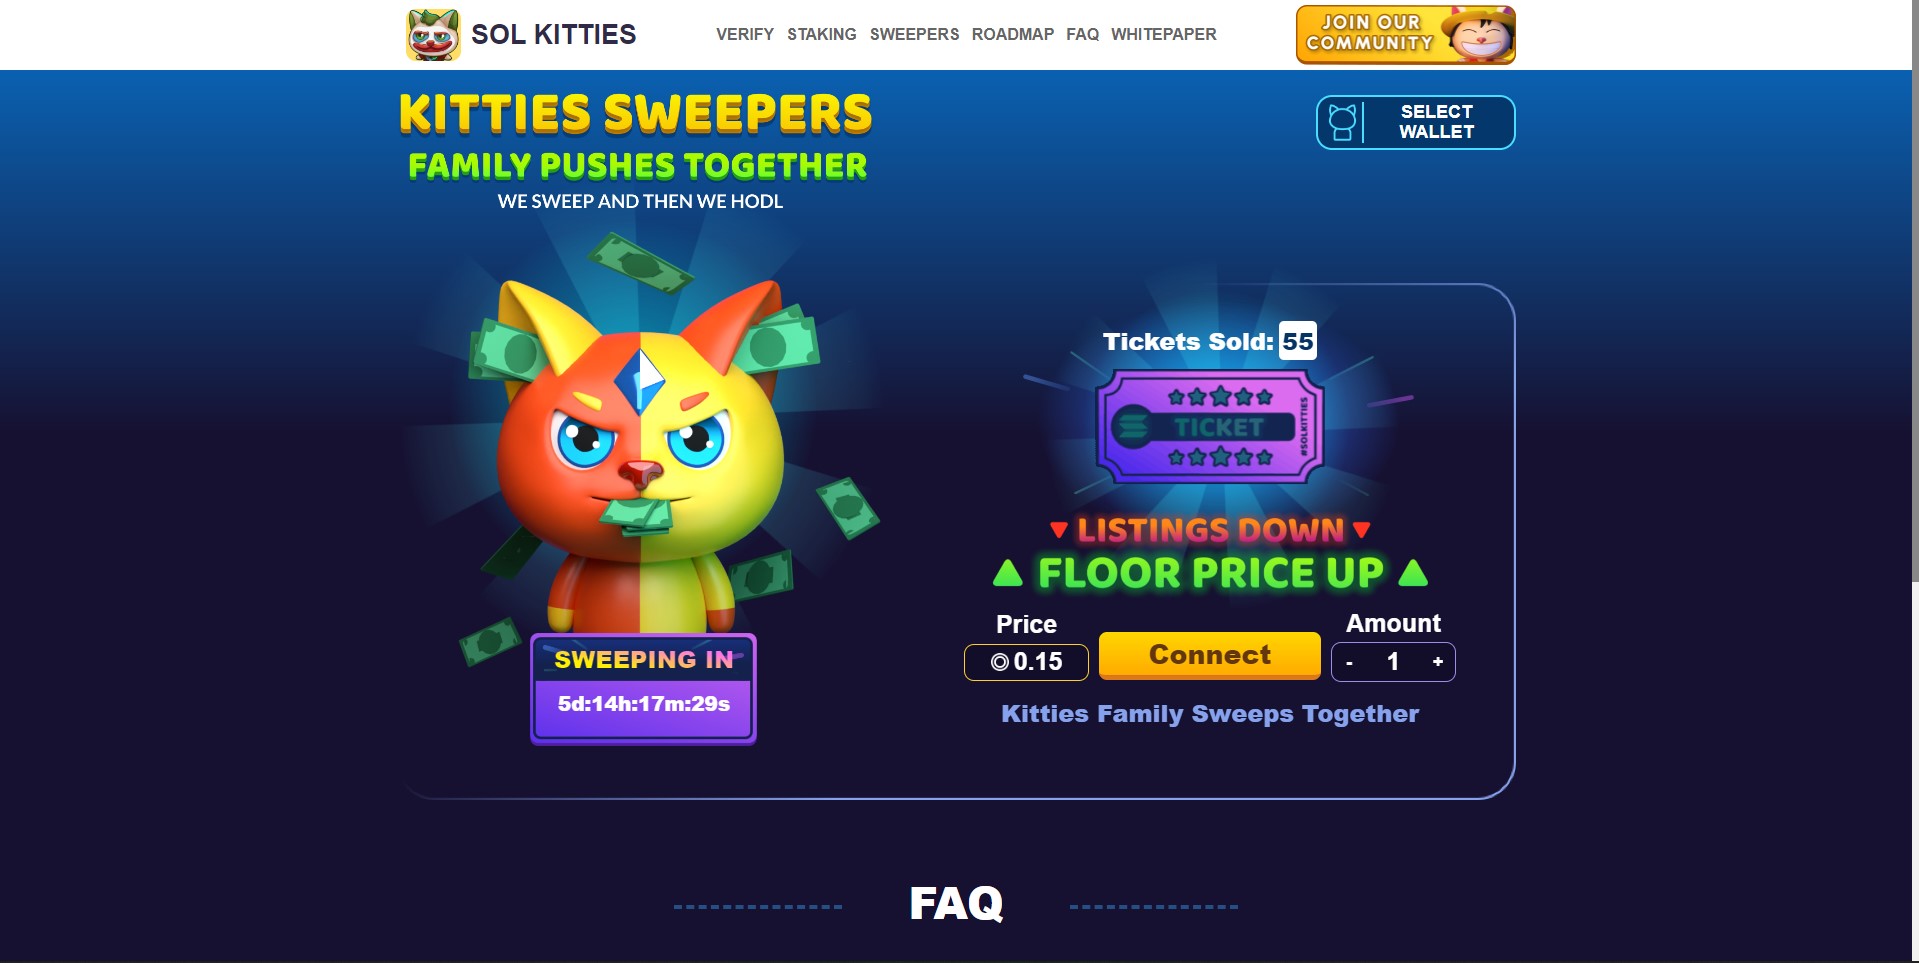 SOL KITTIES
VERIFY STAKING SWEEPERS ROADMAP FAQ WHITEPAPER
JOIN OUR
COMMUNITY
KITTIES SWEEPERS
FAMILY PUSHES TOGETHER
WE SWEEP AND THEN WE HODL
SELECT
WALLET
SWEEPING IN
5d:14h:17m:29s
Tickets Sold: 55
TICKET
#SOLKITTIES
LISTINGS DOWN
FLOOR PRICE UP
Price
0.15
Connect
Amount
- 1 +
Kitties Family Sweeps Together
FAQ